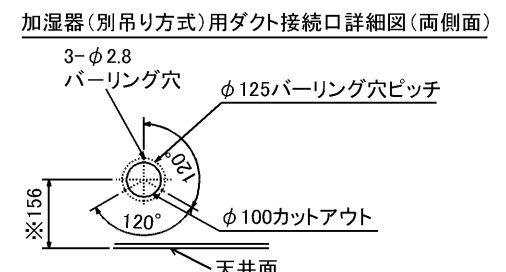 加湿器(別吊り方式)用ダクト接続口詳細図(両側面)
3-φ2.8
バーリング穴
φ125バーリング穴ピッチ
120°
120°
φ100カットアウト
※156
天井面